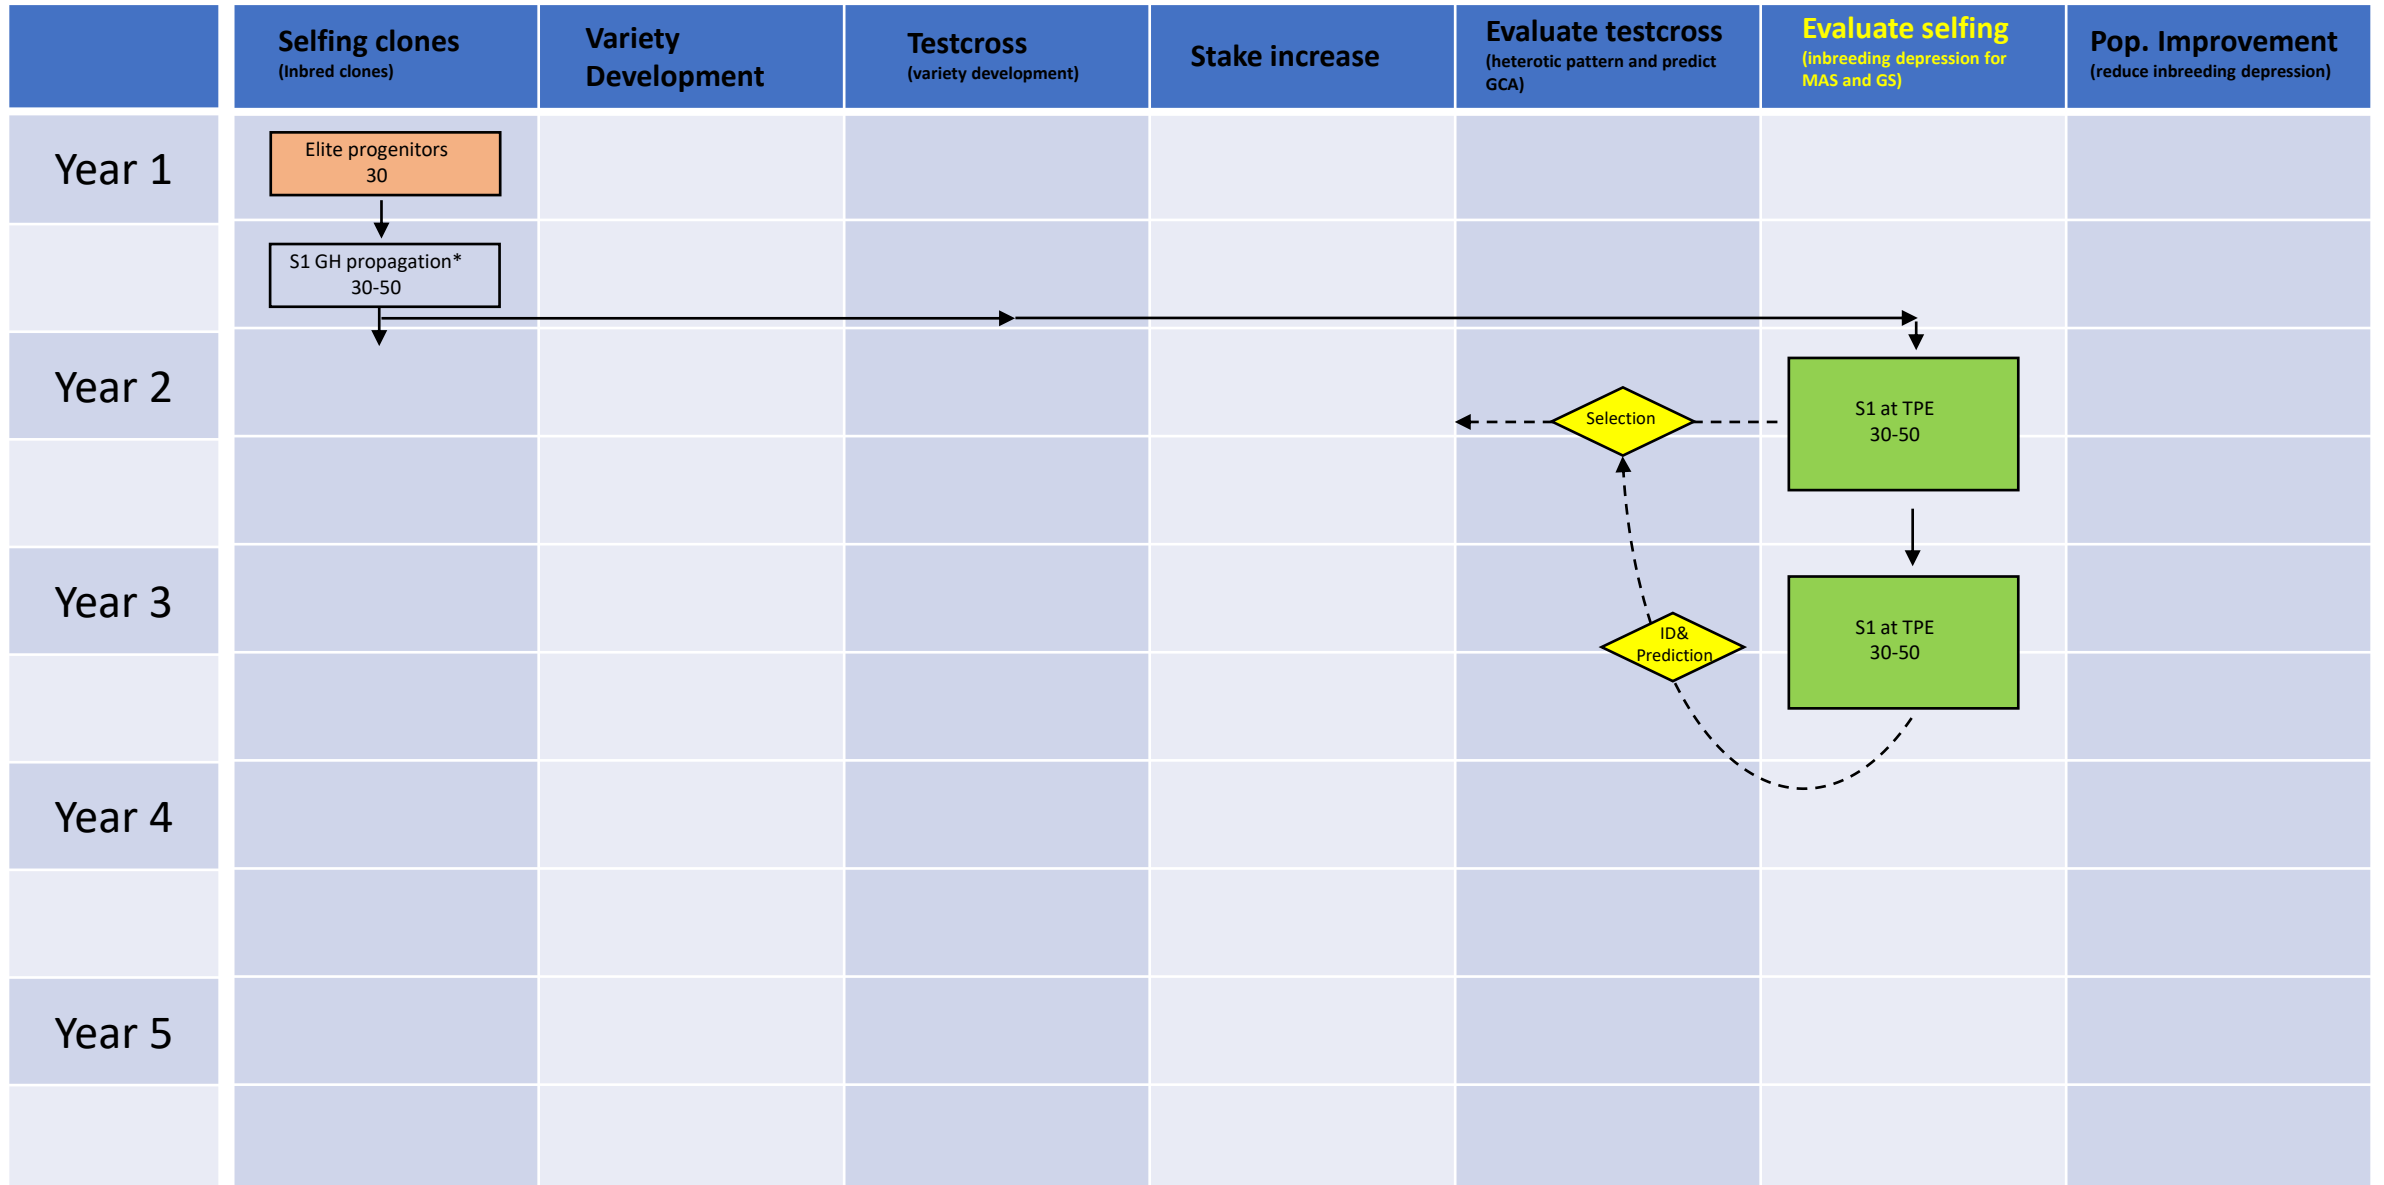 Selfing clones
(Inbred clones)
Variety
Development
Testcross
(variety development)
Stake increase
Evaluate testcross
(heterotic pattern and predict
GCA)
Evaluate selfing
(inbreeding depression for
MAS and GS)
Pop. Improvement
(reduce inbreeding depression)
Year 1
Elite progenitors
30
S1 GH propagation*
30-50
Year 2
Selection
S1 at TPE
30-50
Year 3
ID&
Prediction
S1 at TPE
30-50
Year 4
Year 5